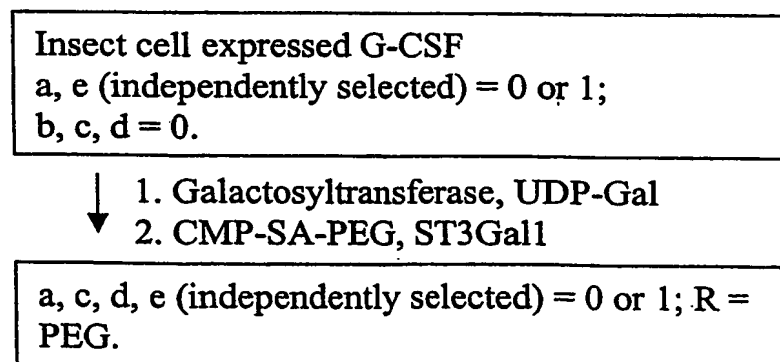 Insect cell expressed G-CSF
a, e (independently selected) = 0 or 1;
b, c, d = 0.
1. Galactosyltransferase, UDP-Gal
2. CMP-SA-PEG, ST3Gal1
a, c, d, e (independently selected) = 0 or 1; R =
PEG.